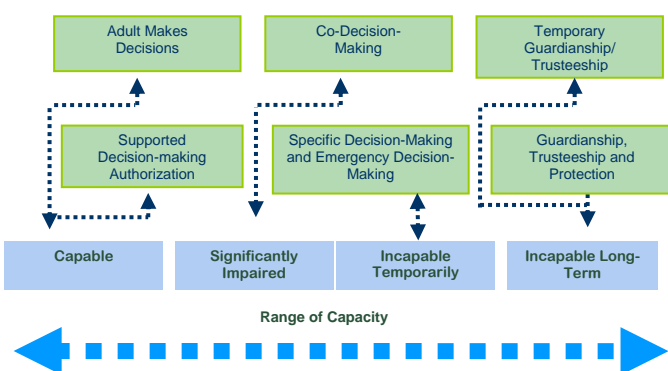 Adult Makes
Decisions
Co-Decision-
Making
Temporary
Guardianship/
Trusteeship
Supported
Decision-making
Authorization
Specific Decision-Making
and Emergency Decision-
Making
Guardianship,
Trusteeship and
Protection
Capable
Significantly
Impaired
Incapable
Temporarily
Incapable Long-
Term
Range of Capacity